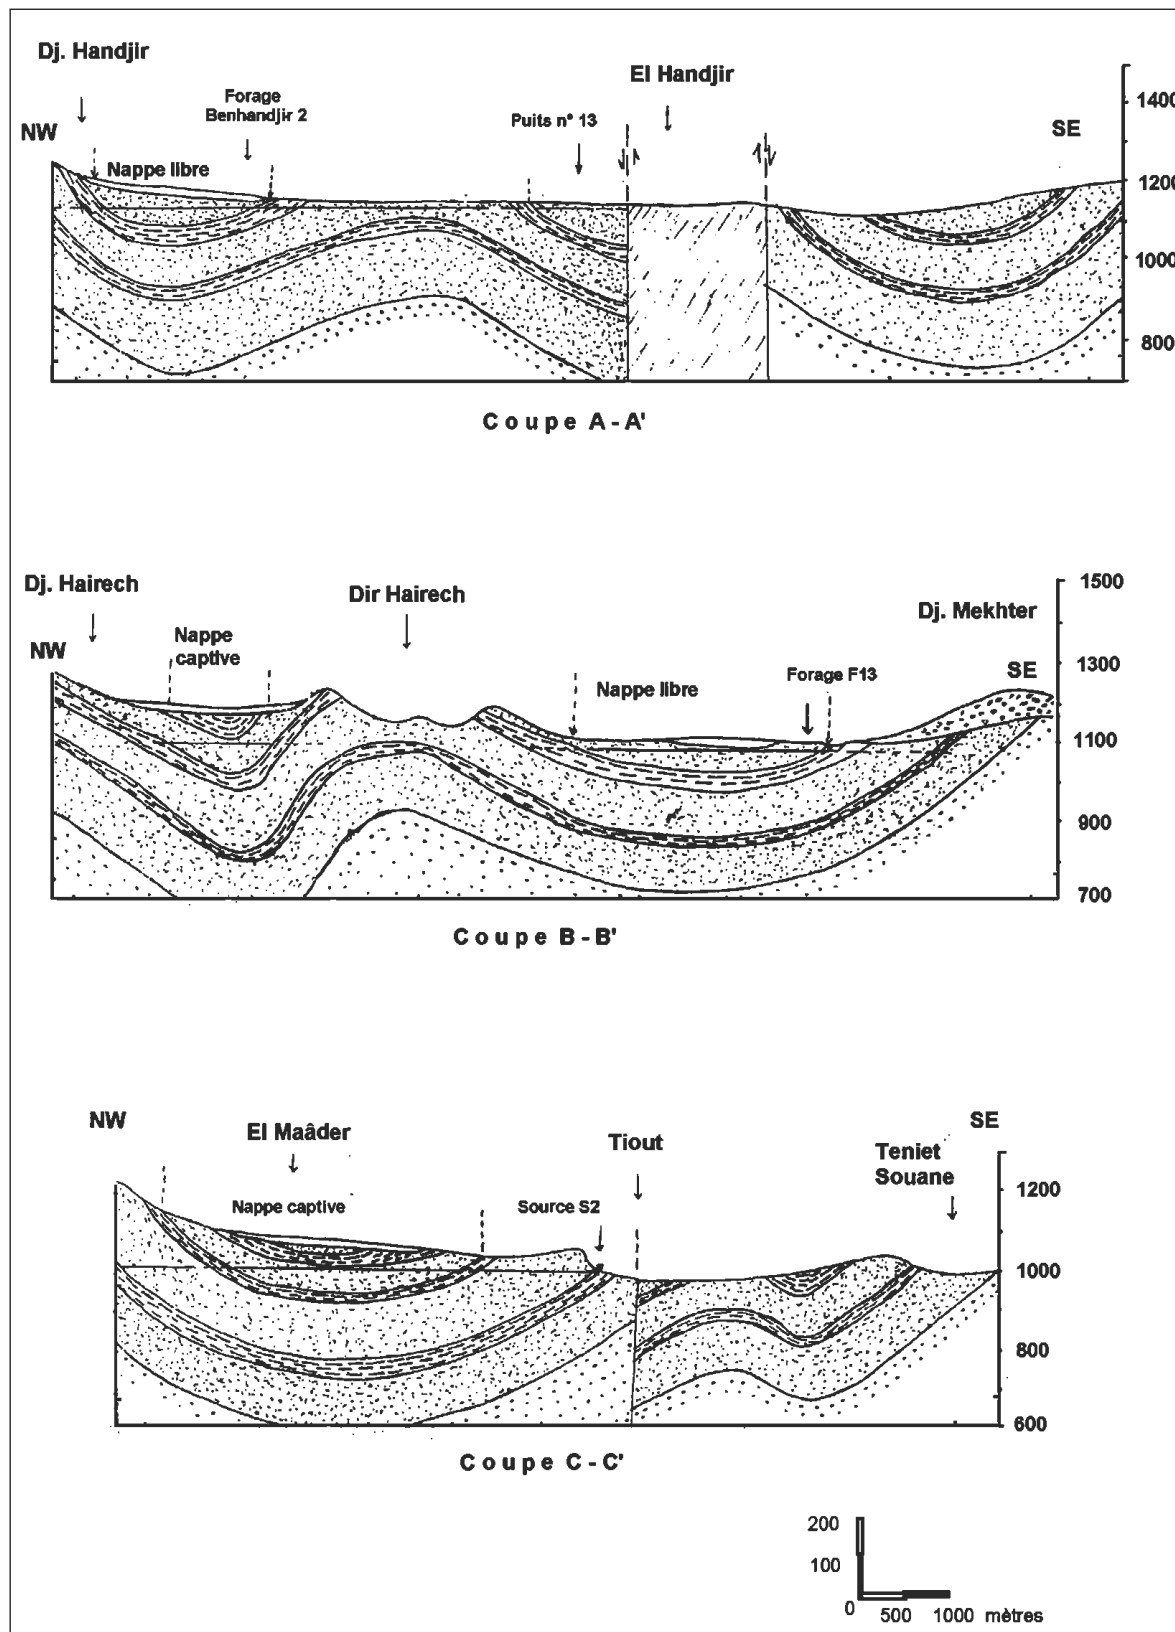 Dj. Handjir
El Handjir
Forage
Benhandjir 2
Puits n° 13
NW
SE
Nappe libre
1400
1200
1000
800
Coupe A - A'
Dj. Hairech
Dir Hairech
Dj. Mekhter
Nappe
captive
NW
SE
Nappe libre
Forage F13
1500
1300
1100
900
700
Coupe B - B'
NW
El Maâder
Tiout
SE
Teniet
Souane
Nappe captive
Source S2
1200
1000
800
600
Coupe C - C'
200
100
0
500
1000 mètres